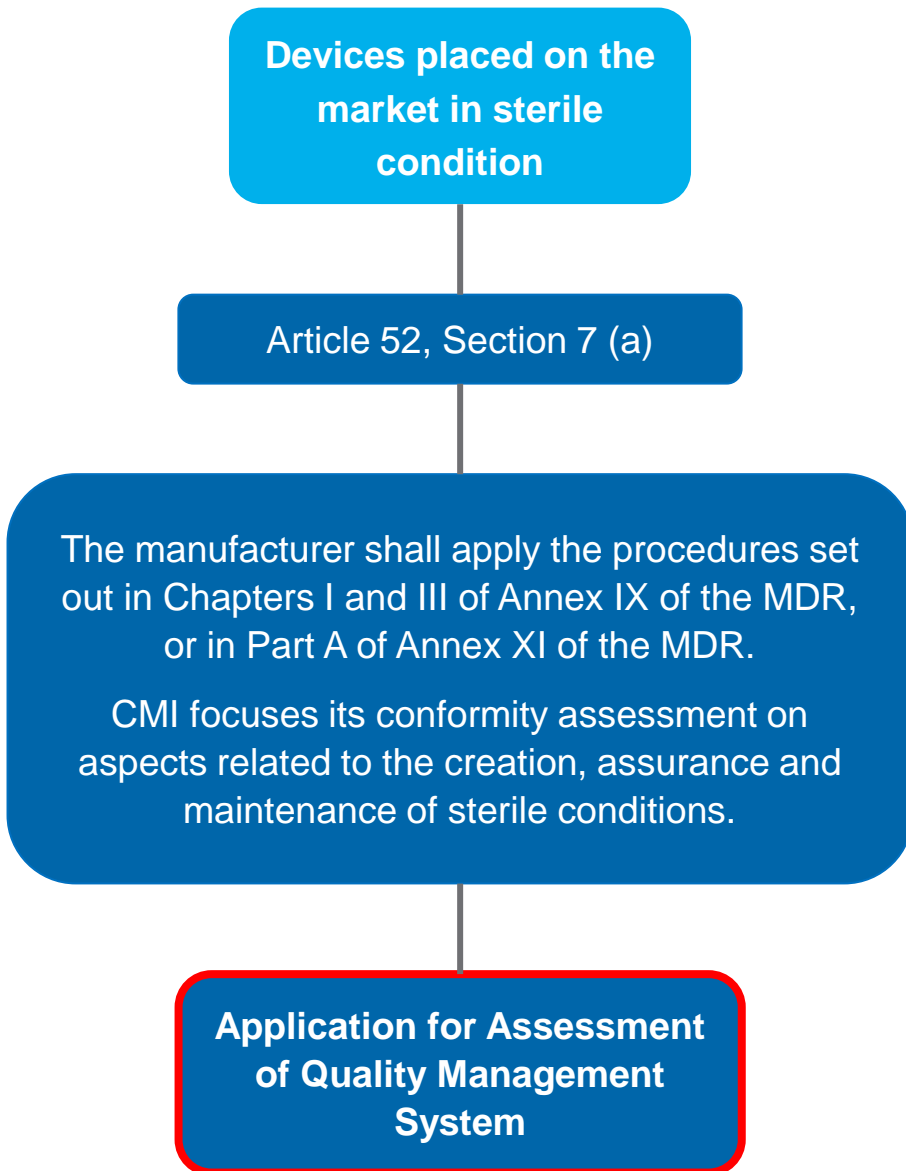 Devices placed on the
market in sterile
condition
Article 52, Section 7 (a)
The manufacturer shall apply the procedures set
out in Chapters I and III of Annex IX of the MDR,
or in Part A of Annex XI of the MDR.
CMI focuses its conformity assessment on
aspects related to the creation, assurance and
maintenance of sterile conditions.
Application for Assessment
of Quality Management
System